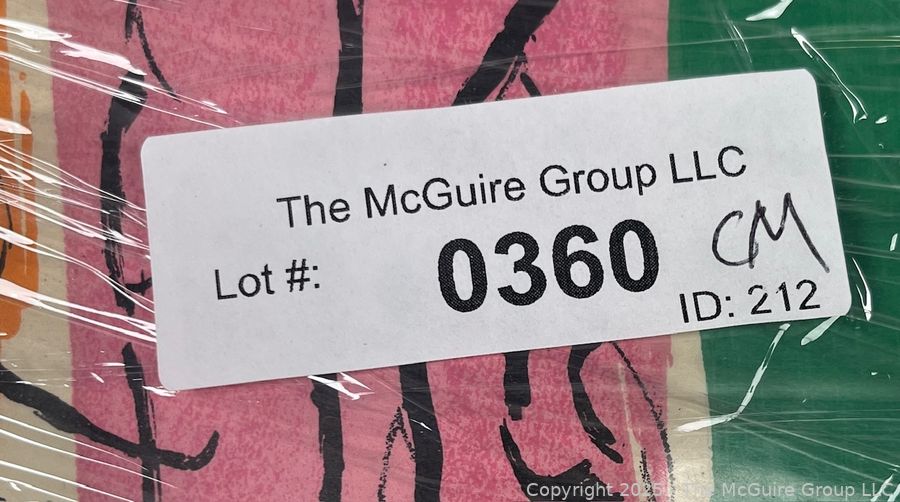 The McGuire Group LLC
Lot #: 0360
CM
ID: 212
Copyright 2025 The McGuire Group LLC